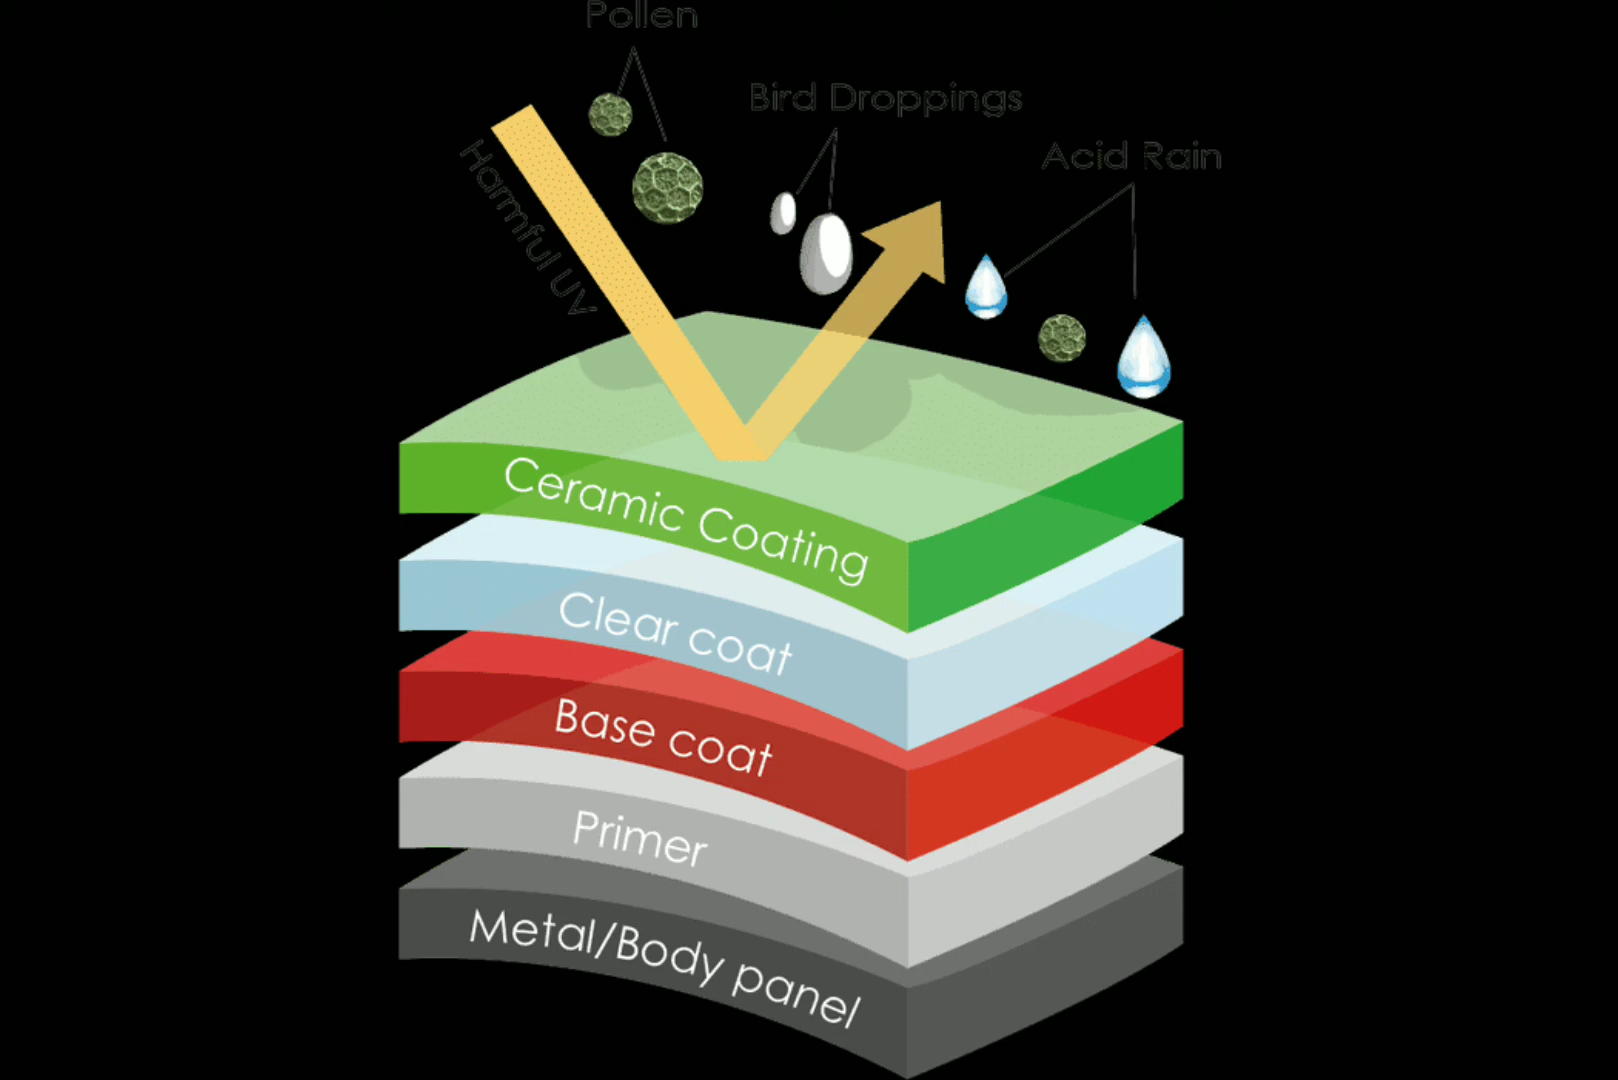 Pollen
Bird Droppings
Acid Rain
Harmful UV
Ceramic Coating
Clear coat
Base coat
Primer
Metal/Body panel